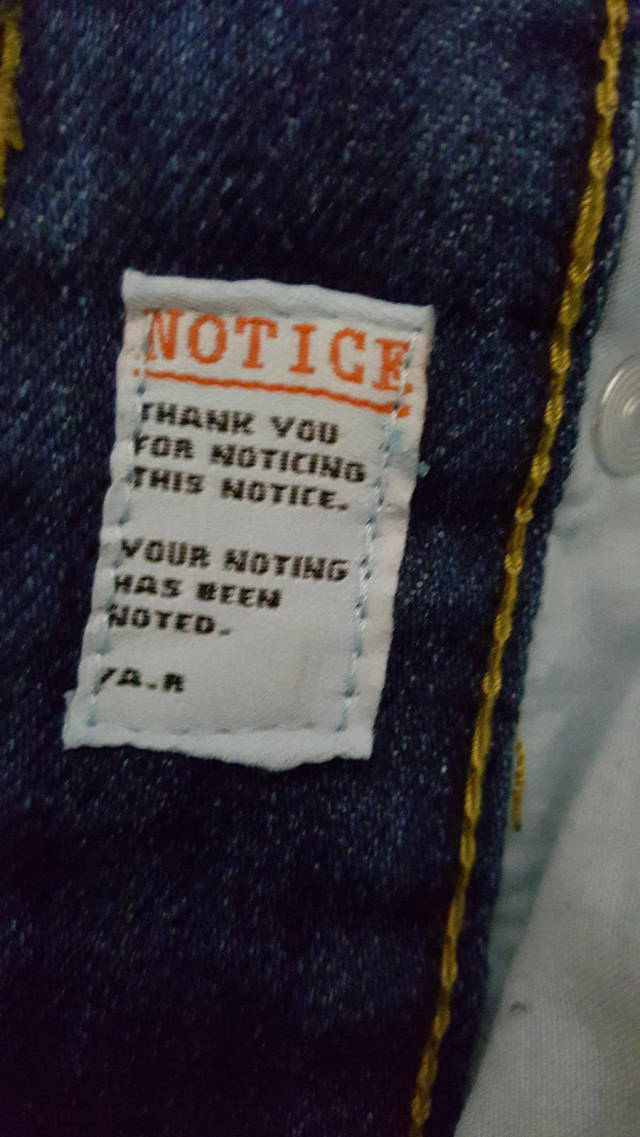 NOTICE
THANK YOU
FOR NOTICING
THIS NOTICE.
YOUR NOTING
HAS BEEN
NOTED.
/A.R